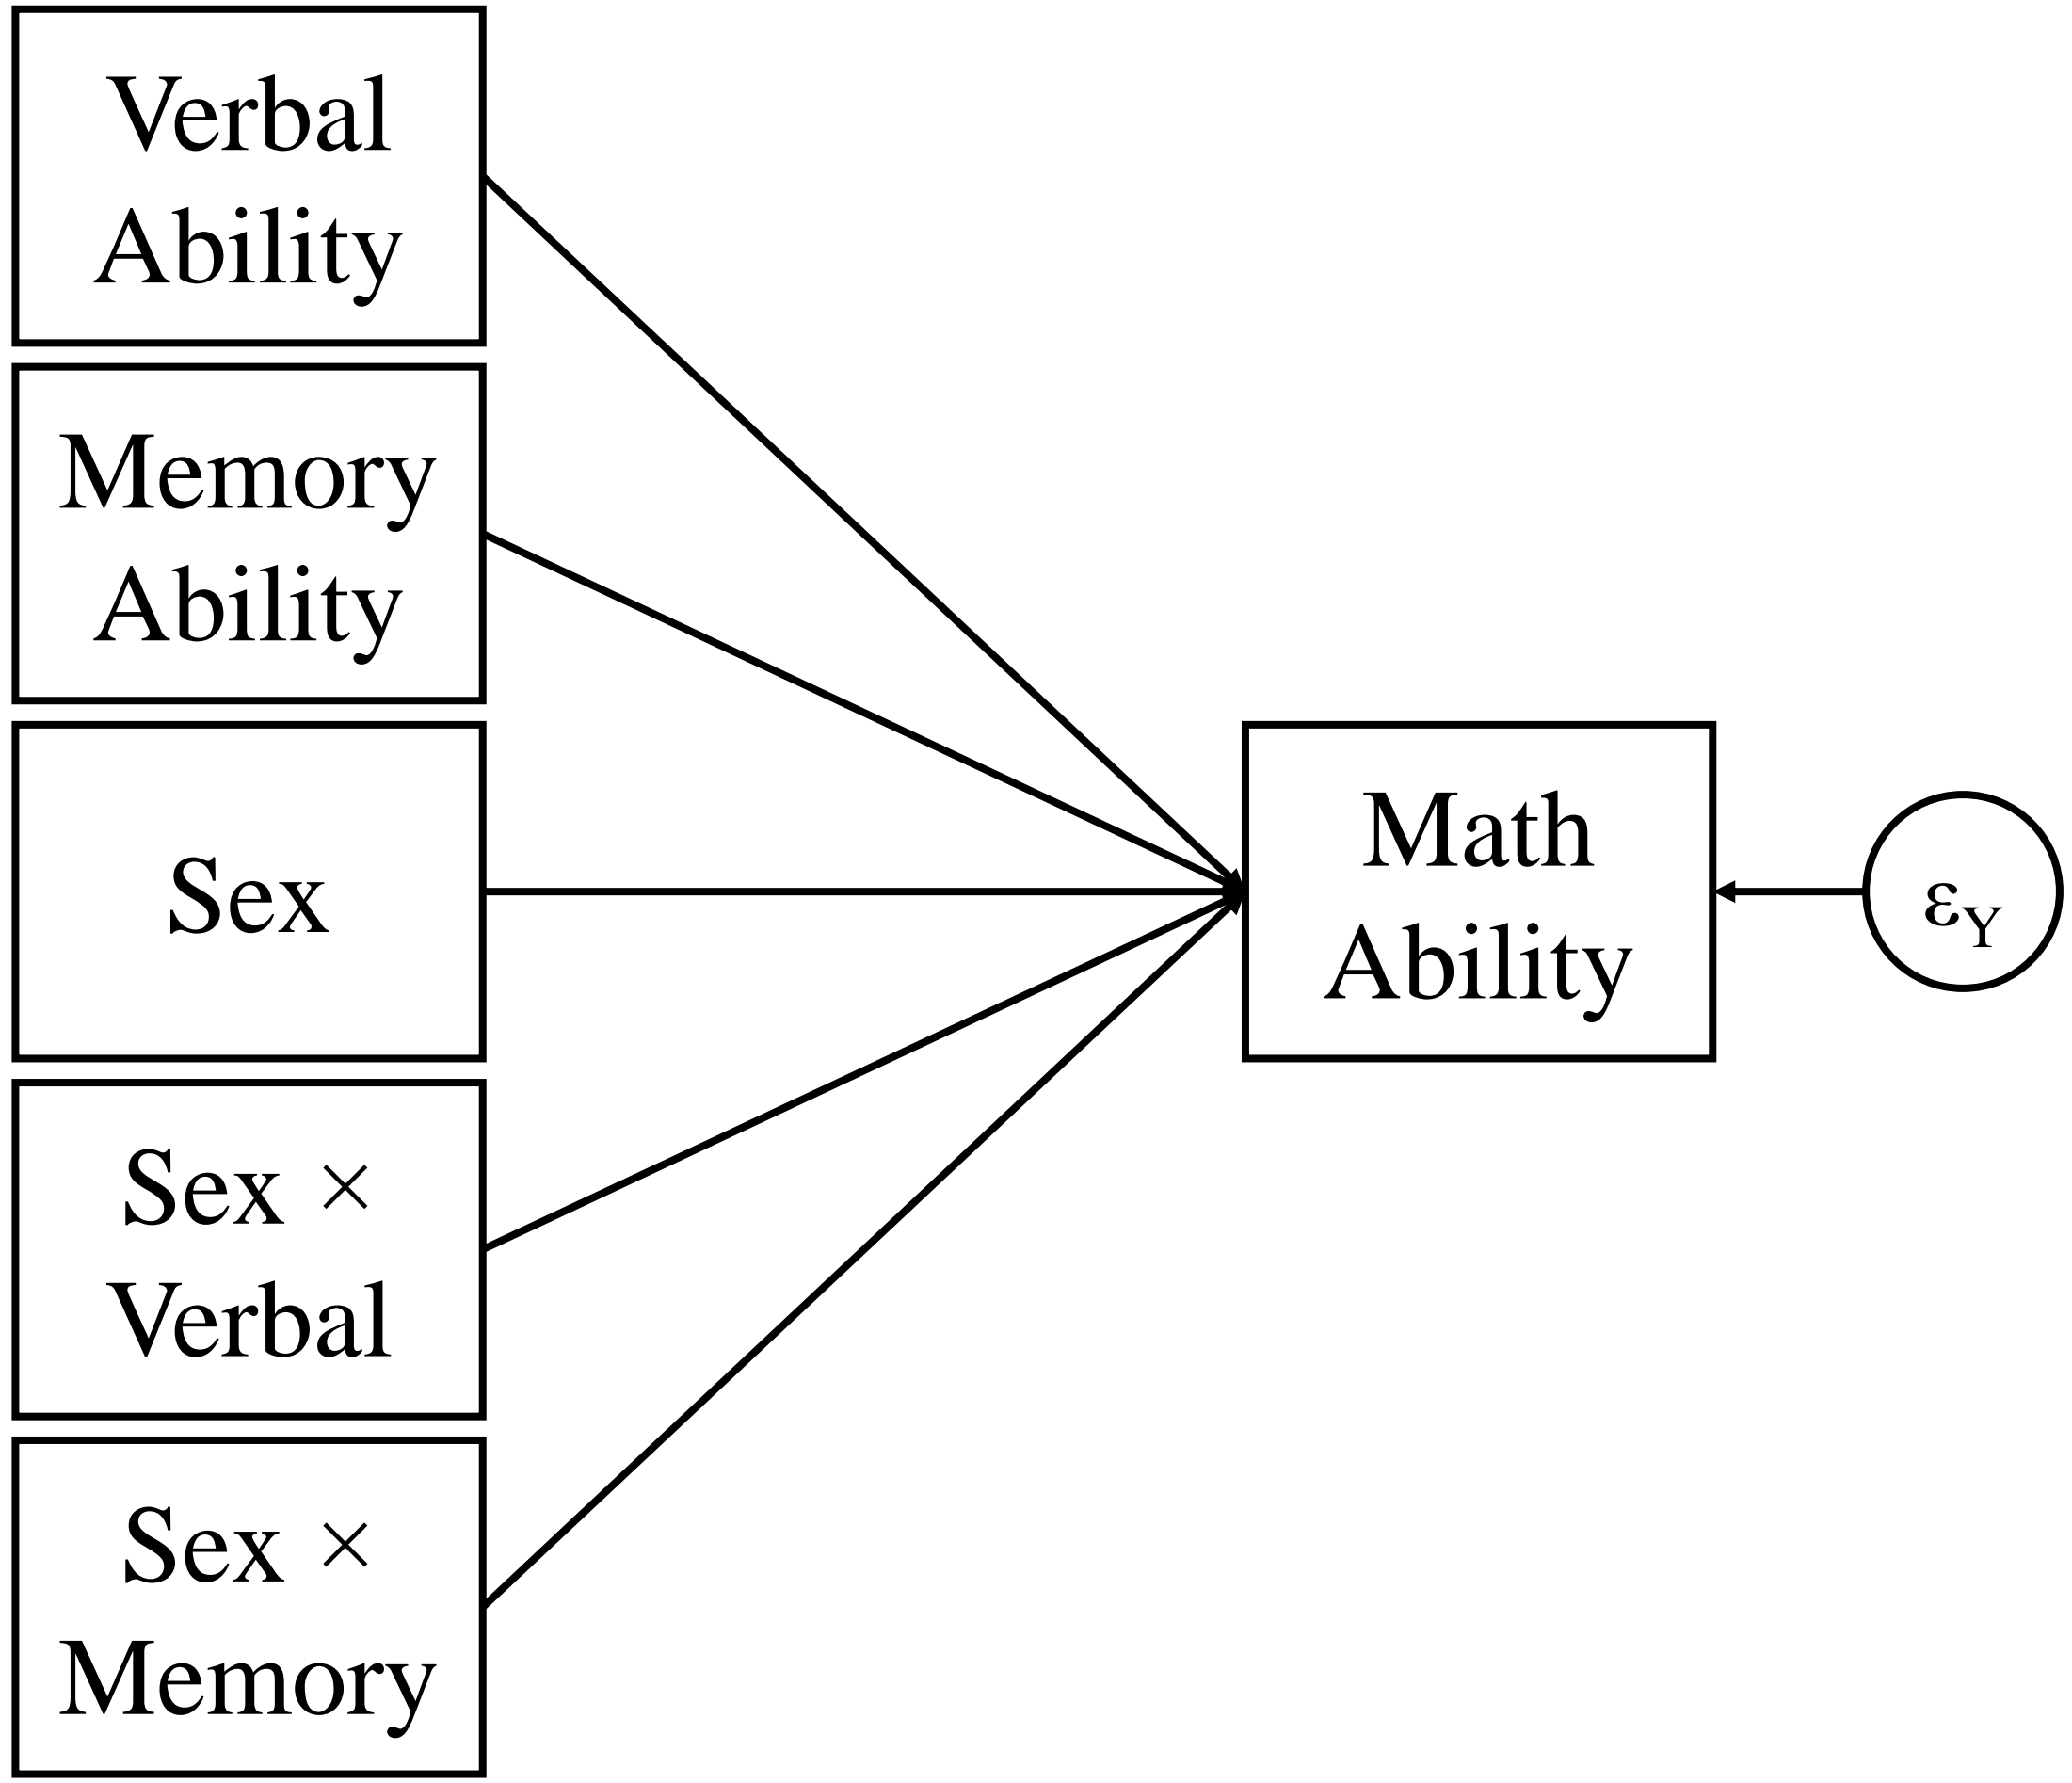 Verbal
Ability
Memory
Ability
Sex
Sex ×
Verbal
Sex ×
Memory
Math
Ability
εY